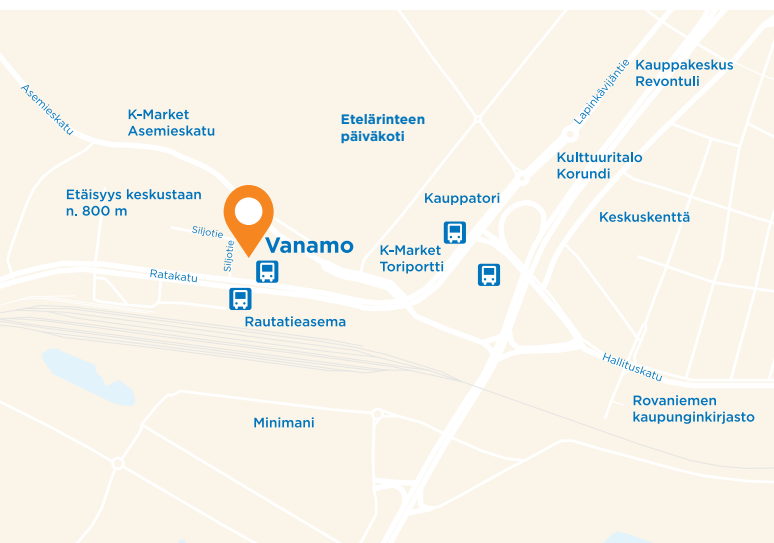 Kauppakeskus
Revontuli
Lapinkävijäntie
Asemieskatu
K-Market
Asemieskatu
Etelärinteen
päiväkoti
Kulttuuritalo
Korundi
Etäisyys keskustaan
n. 800 m
Kauppatori
Keskuskenttä
Siljotie
Siljotie
Vanamo
K-Market
Toriportti
Ratakatu
Rautatieasema
Hallituskatu
Rovaniemen
kaupunginkirjasto
Minimani